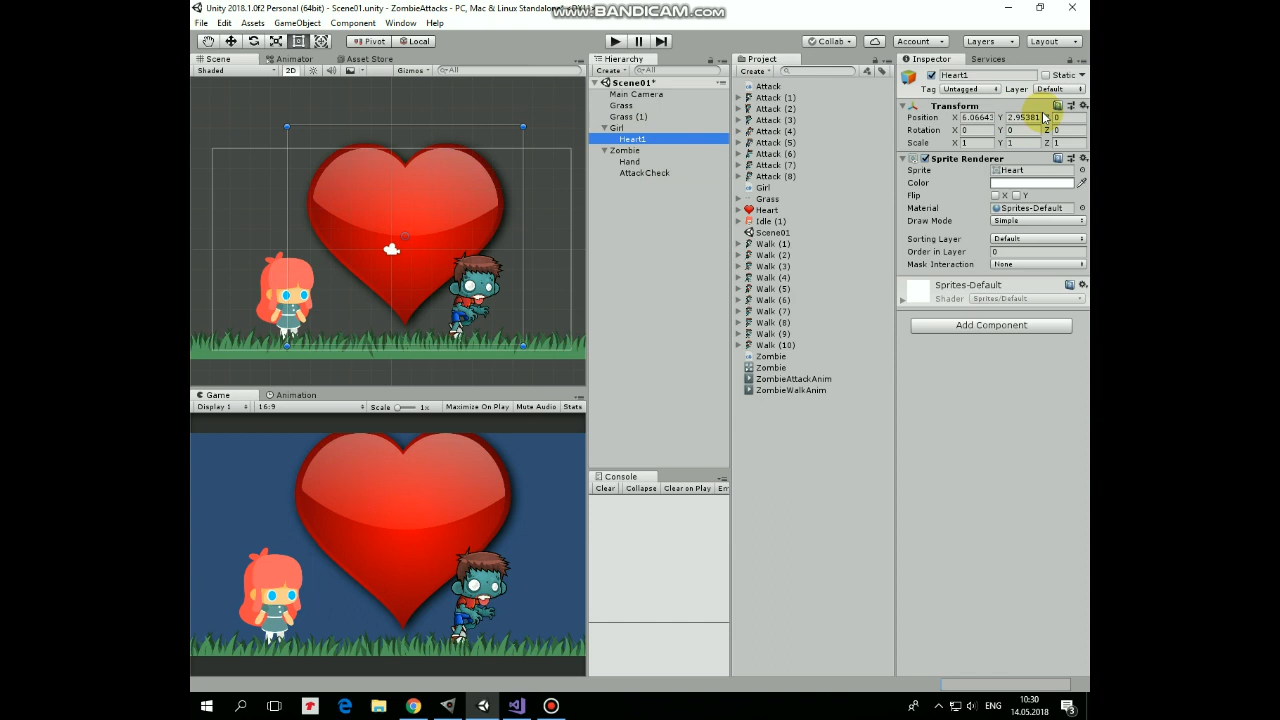 Unity 2018.1.0f2 Personal (64bit) - Scene01.unity - ZombieAttacks - PC, Mac & Linux Standalone
www.BANDICAM.com
File Edit Assets GameObject Component Window Help
Pivot Local Collab Account Layers Layout
Scene Animator Asset Store
Shaded 2D Gizmos All
Hierarchy
Create All
Scene01*
Main Camera
Grass
Grass (1)
Girl
Heart1
Zombie
Hand
AttackCheck
Project
Create
Attack
Attack (1)
Attack (2)
Attack (3)
Attack (4)
Attack (5)
Attack (6)
Attack (7)
Attack (8)
Girl
Grass
Heart
Idle (1)
Scene01
Walk (1)
Walk (2)
Walk (3)
Walk (4)
Walk (5)
Walk (6)
Walk (7)
Walk (8)
Walk (9)
Walk (10)
Zombie
Zombie
ZombieAttackAnim
ZombieWalkAnim
Inspector Services
Heart1 Static
Tag Untagged Layer Default
Transform
Position X 6.06643 Y 2.95381 Z 0
Rotation X 0 Y 0 Z 0
Scale X 1 Y 1 Z 1
Sprite Renderer
Sprite Heart
Color
Flip X Y
Material Sprites-Default
Draw Mode Simple
Sorting Layer Default
Order in Layer 0
Mask Interaction None
Sprites-Default
Shader Sprites/Default
Add Component
Game Animation
Display 1 16:9 Scale 1x Maximize On Play Mute Audio Stats
Console
Clear Collapse Clear on Play
ENG
10:30
14.05.2018
3